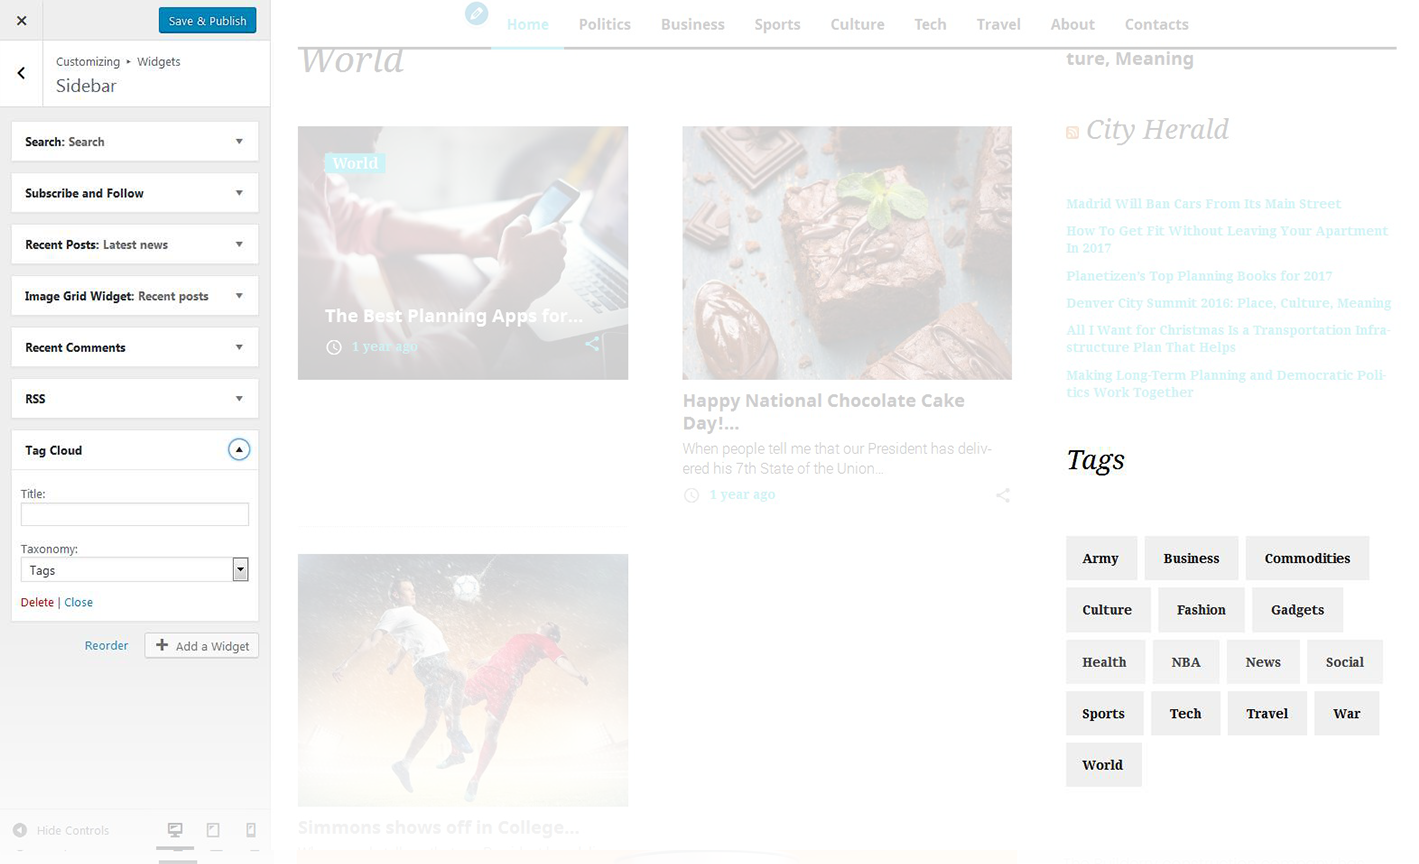 Save & Publish
Customizing ▸ Widgets
Sidebar
Search: Search
Subscribe and Follow
Recent Posts: Latest news
Image Grid Widget: Recent posts
Recent Comments
RSS
Tag Cloud
Title:
Taxonomy:
Tags
Delete | Close
Reorder
Add a Widget
Hide Controls
Home Politics Business Sports Culture Tech Travel About Contacts
World
World
The Best Planning Apps for...
1 year ago
Happy National Chocolate Cake
Day!...
When people tell me that our President has deliv-
ered his 7th State of the Union...
1 year ago
Simmons shows off in College...
ture, Meaning
City Herald
Madrid Will Ban Cars From Its Main Street
How To Get Fit Without Leaving Your Apartment
In 2017
Planetizen's Top Planning Books for 2017
Denver City Summit 2016: Place, Culture, Meaning
All I Want for Christmas Is a Transportation Infra-
structure Plan That Helps
Making Long-Term Planning and Democratic Poli-
tics Work Together
Tags
Army Business Commodities
Culture Fashion Gadgets
Health NBA News Social
Sports Tech Travel War
World